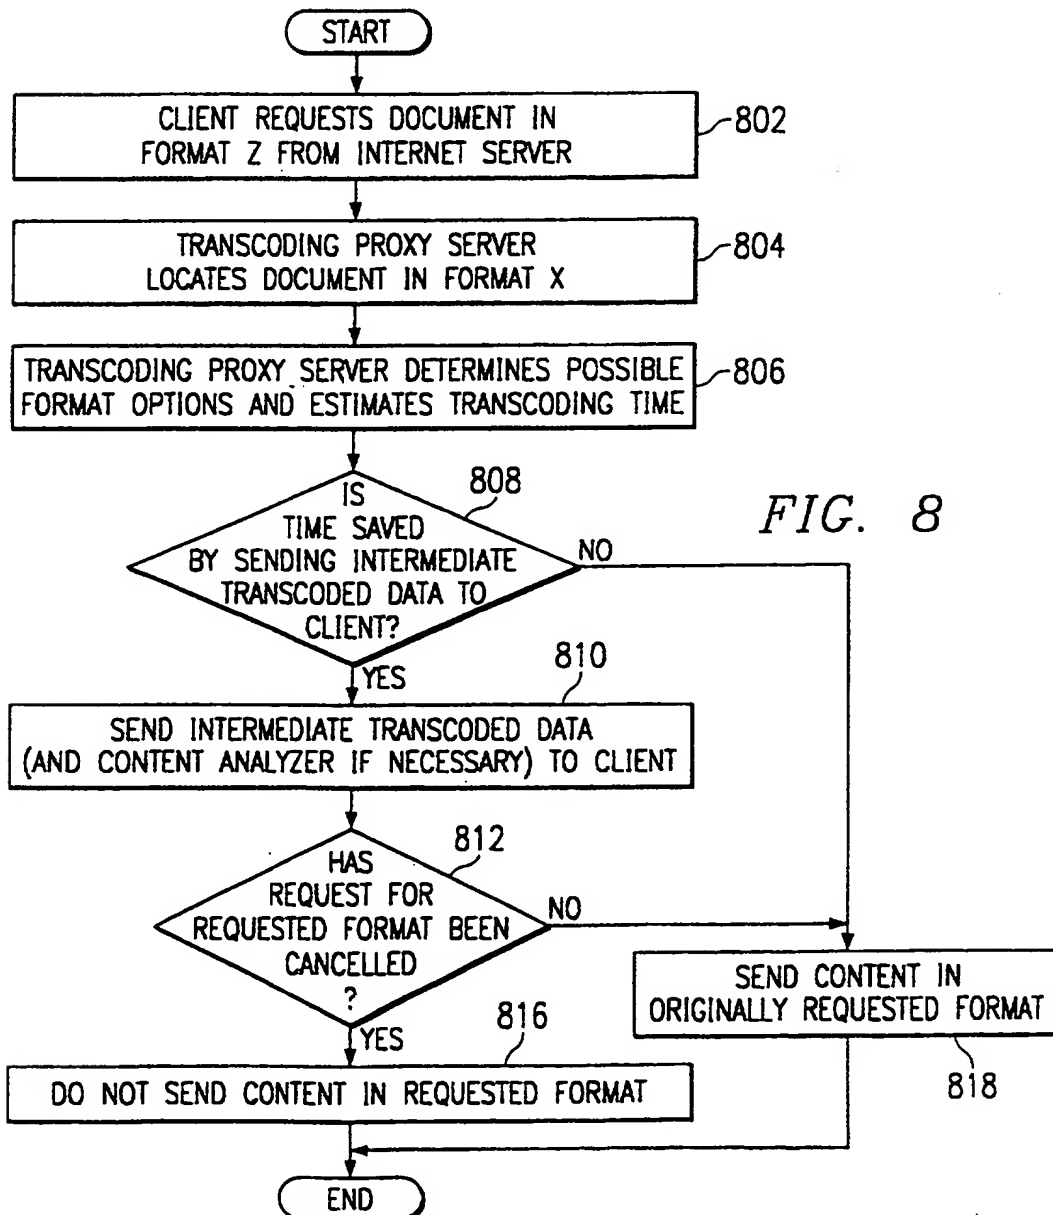 START
CLIENT REQUESTS DOCUMENT IN
FORMAT Z FROM INTERNET SERVER
802
TRANSCODING PROXY SERVER
LOCATES DOCUMENT IN FORMAT X
804
TRANSCODING PROXY SERVER DETERMINES POSSIBLE
FORMAT OPTIONS AND ESTIMATES TRANSCODING TIME
806
808
IS
TIME SAVED
BY SENDING INTERMEDIATE
TRANSCODED DATA TO
CLIENT?
NO
FIG. 8
YES
810
SEND INTERMEDIATE TRANSCODED DATA
(AND CONTENT ANALYZER IF NECESSARY) TO CLIENT
812
HAS
REQUEST FOR
REQUESTED FORMAT BEEN
CANCELLED
?
NO
SEND CONTENT IN
ORIGINALLY REQUESTED FORMAT
818
YES
816
DO NOT SEND CONTENT IN REQUESTED FORMAT
END